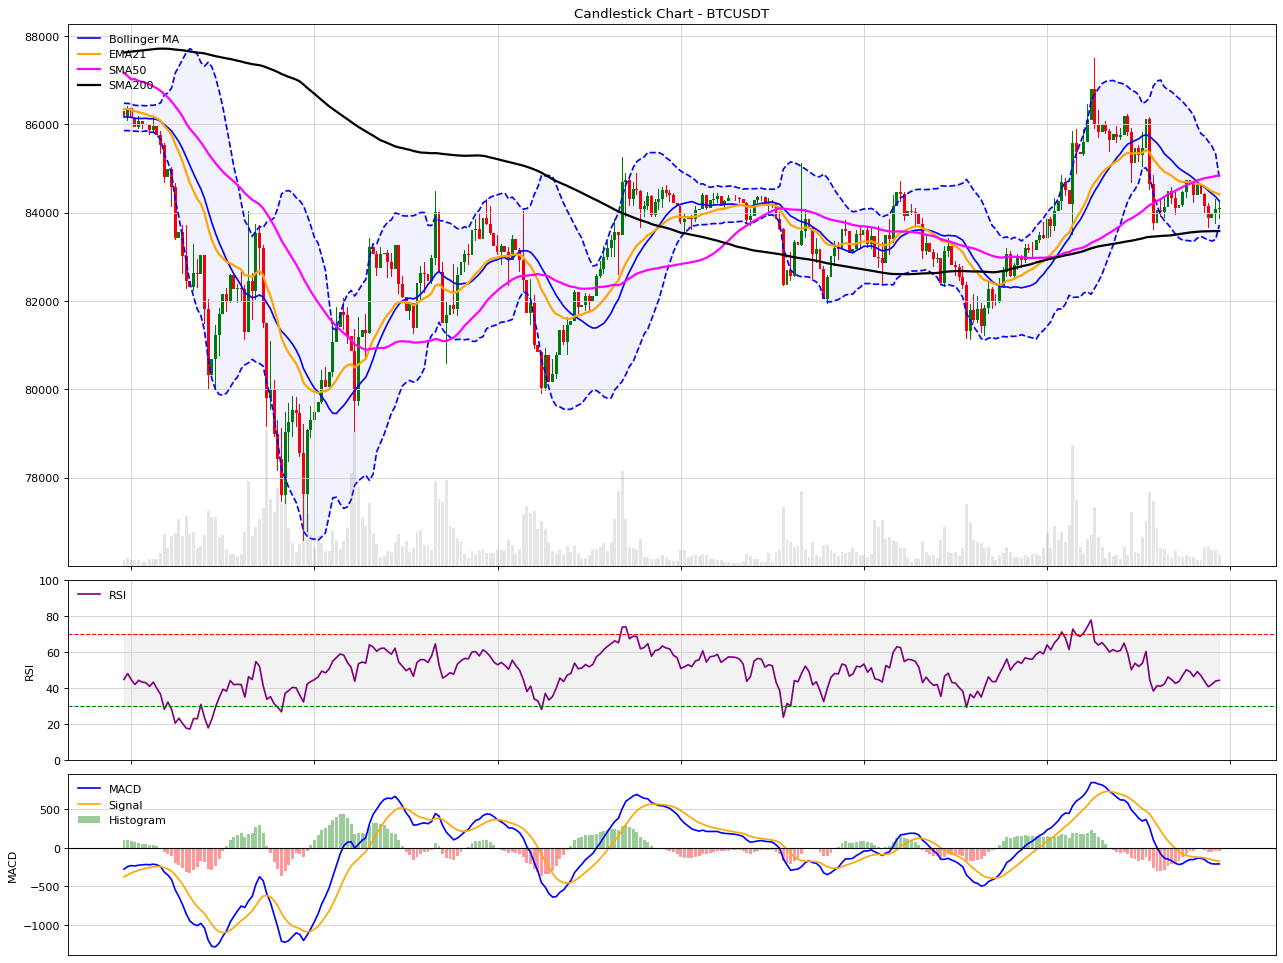 Candlestick Chart - BTCUSDT
88000
86000
84000
82000
80000
78000
Bollinger MA
EMA21
SMA50
SMA200
100
80
60
40
20
0
RSI
RSI
500
0
−500
−1000
MACD
MACD
Signal
Histogram